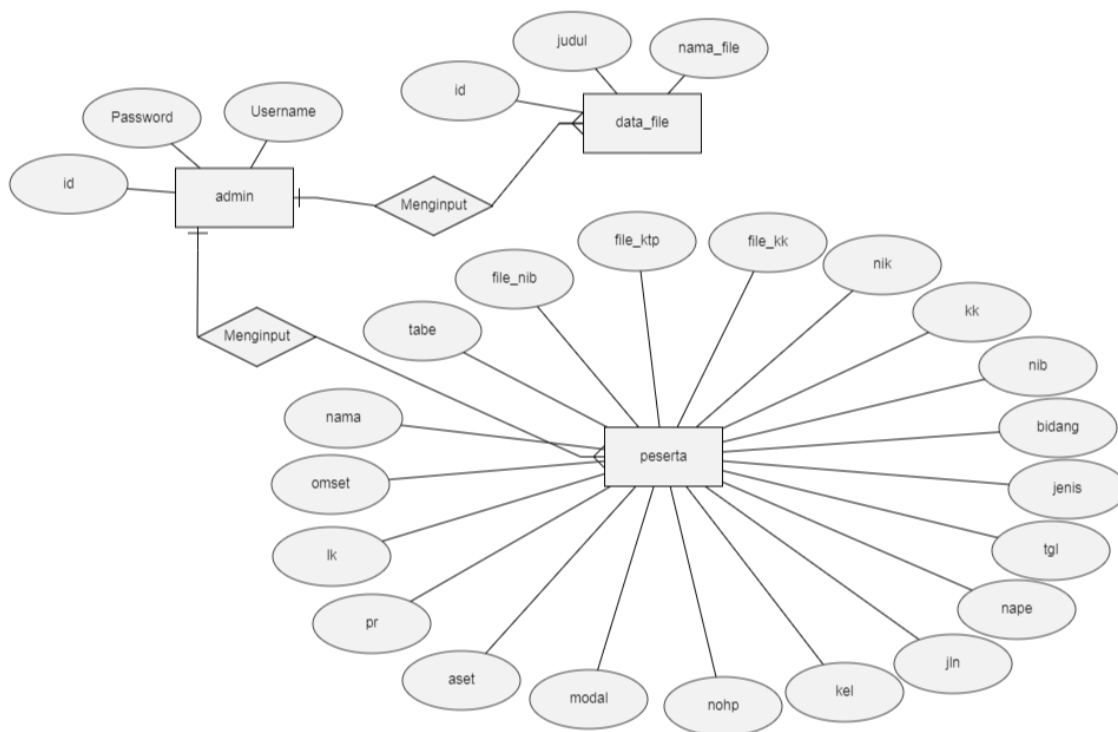 judul
nama_file
id
data_file
Password
Username
id
admin
Menginput
file_ktp
file_kk
file_nib
nik
tabe
kk
Menginput
nib
nama
bidang
peserta
omset
jenis
lk
tgl
pr
nape
aset
jln
modal
nohp
kel